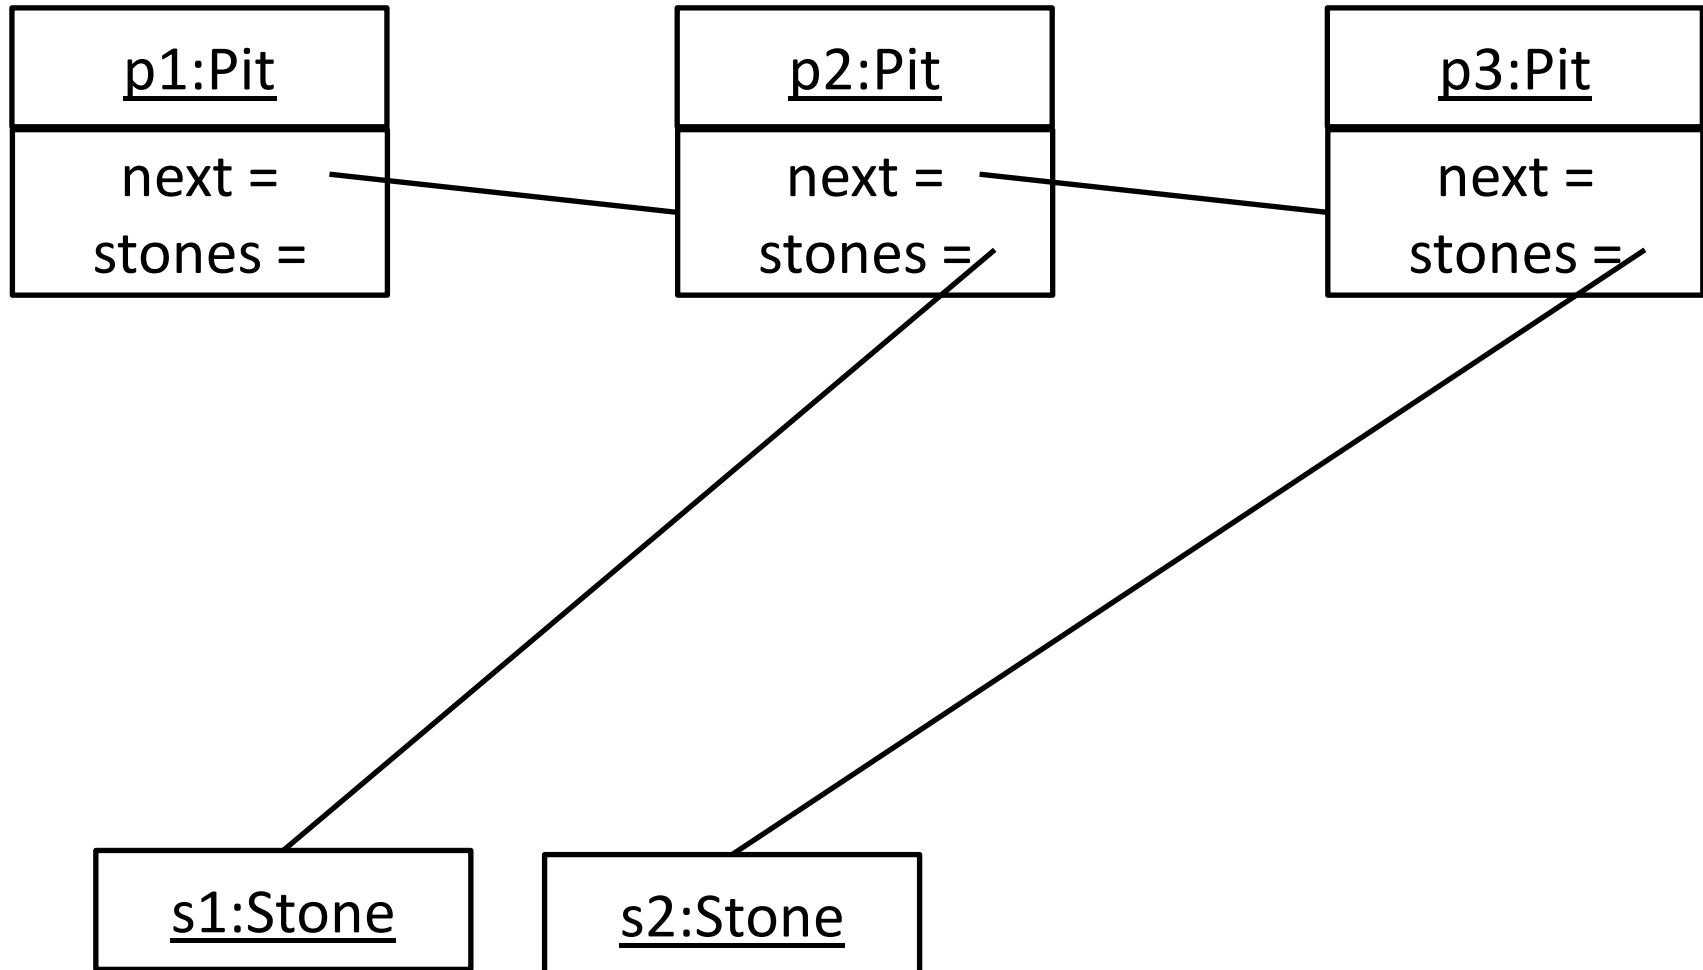 p1:Pit
next =
stones =
p2:Pit
next =
stones =
p3:Pit
next =
stones =
s1:Stone
s2:Stone